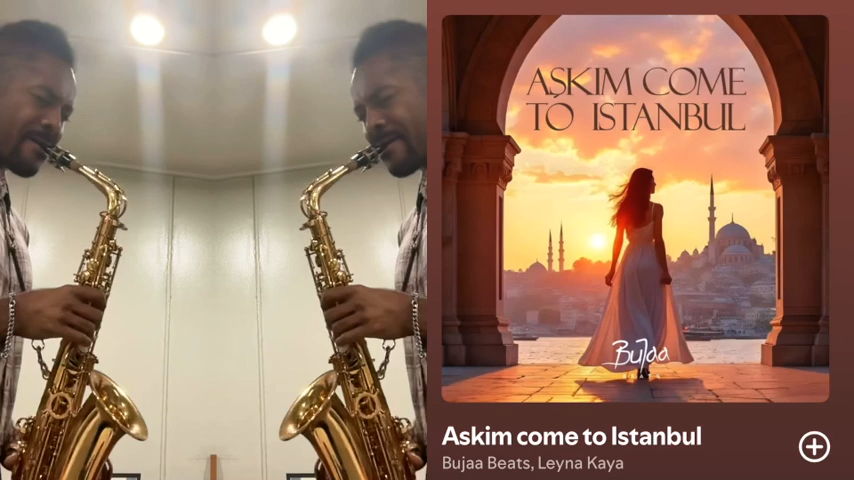 AŞKIM COME
TO ISTANBUL
Bujaa
Askim come to Istanbul
Bujaa Beats, Leyna Kaya